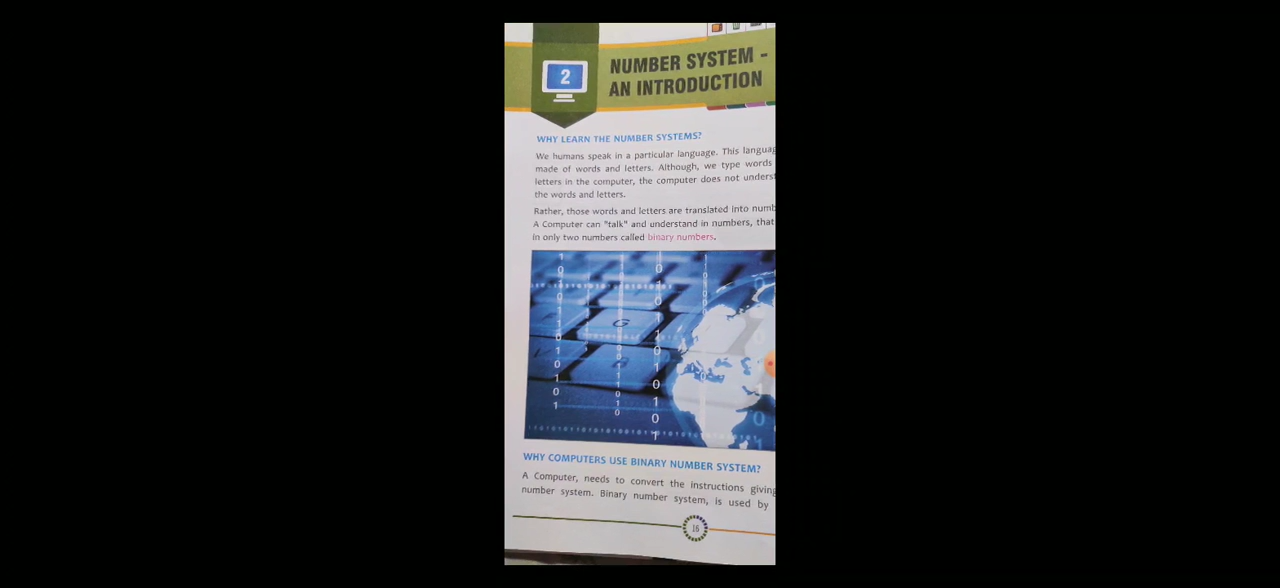 2
NUMBER SYSTEM -
AN INTRODUCTION
WHY LEARN THE NUMBER SYSTEMS?
We humans speak in a particular language. This
made of words and letters. Although, we type words
letters in the computer, the computer does not
the words and letters.
Rather, those words and letters are translated into
A Computer can "talk" and understand in numbers, that
in only two numbers called binary numbers.
G
B
WHY COMPUTERS USE BINARY NUMBER SYSTEM?
A Computer, needs to convert the instructions giving
number system. Binary number system, is used by
16